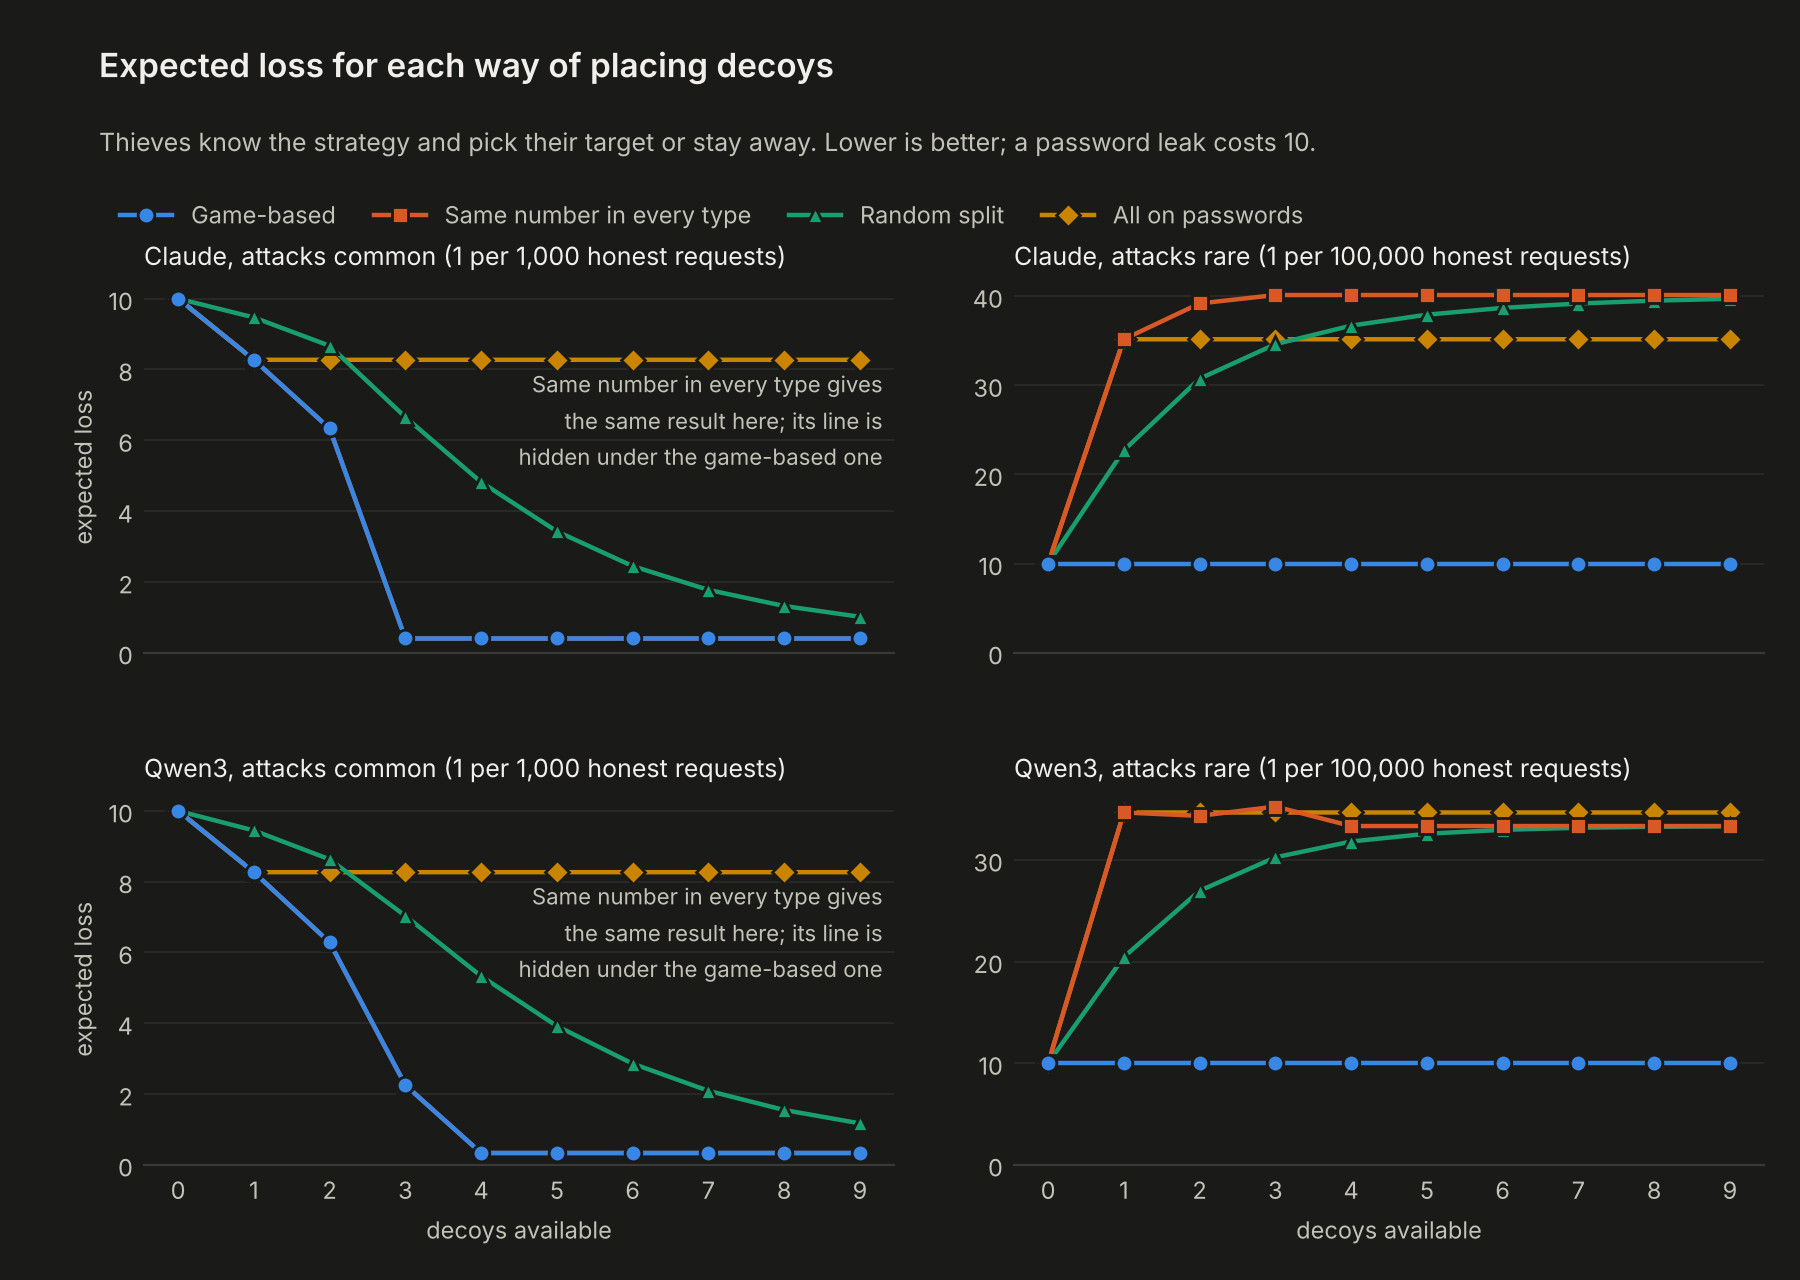 Expected loss for each way of placing decoys
Thieves know the strategy and pick their target or stay away. Lower is better; a password leak costs 10.
Game-based Same number in every type Random split All on passwords
Claude, attacks common (1 per 1,000 honest requests)
10
8
6
4
2
0
expected loss
Same number in every type gives
the same result here; its line is
hidden under the game-based one
Claude, attacks rare (1 per 100,000 honest requests)
40
30
20
10
0
Qwen3, attacks common (1 per 1,000 honest requests)
10
8
6
4
2
0
expected loss
Same number in every type gives
the same result here; its line is
hidden under the game-based one
0 1 2 3 4 5 6 7 8 9
decoys available
Qwen3, attacks rare (1 per 100,000 honest requests)
30
20
10
0
0 1 2 3 4 5 6 7 8 9
decoys available